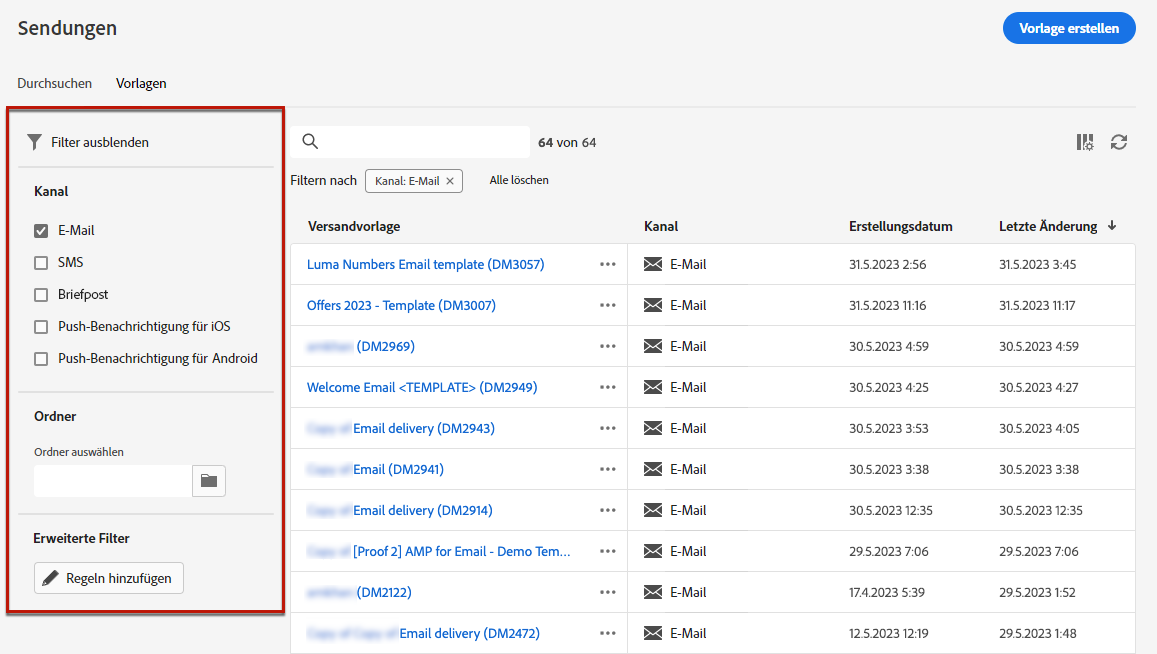 Sendungen
Vorlage erstellen
Durchsuchen Vorlagen
Filter ausblenden
Kanal
E-Mail
SMS
Briefpost
Push-Benachrichtigung für iOS
Push-Benachrichtigung für Android
Ordner
Ordner auswählen
Erweiterte Filter
Regeln hinzufügen
64 von 64
Filtern nach Kanal: E-Mail × Alle löschen
Versandvorlage Kanal Erstellungsdatum Letzte Änderung
Luma Numbers Email template (DM3057) E-Mail 31.5.2023 2:56 31.5.2023 3:45
Offers 2023 - Template (DM3007) E-Mail 31.5.2023 11:16 31.5.2023 11:17
(DM2969) E-Mail 30.5.2023 4:59 30.5.2023 4:59
Welcome Email <TEMPLATE> (DM2949) E-Mail 30.5.2023 4:25 30.5.2023 4:27
Email delivery (DM2943) E-Mail 30.5.2023 3:53 30.5.2023 4:05
Email (DM2941) E-Mail 30.5.2023 3:38 30.5.2023 3:38
Email delivery (DM2914) E-Mail 30.5.2023 12:35 30.5.2023 12:35
[Proof 2] AMP for Email - Demo Tem... E-Mail 29.5.2023 7:06 29.5.2023 7:06
(DM2122) E-Mail 17.4.2023 5:39 29.5.2023 1:52
Email delivery (DM2472) E-Mail 12.5.2023 12:19 29.5.2023 1:48